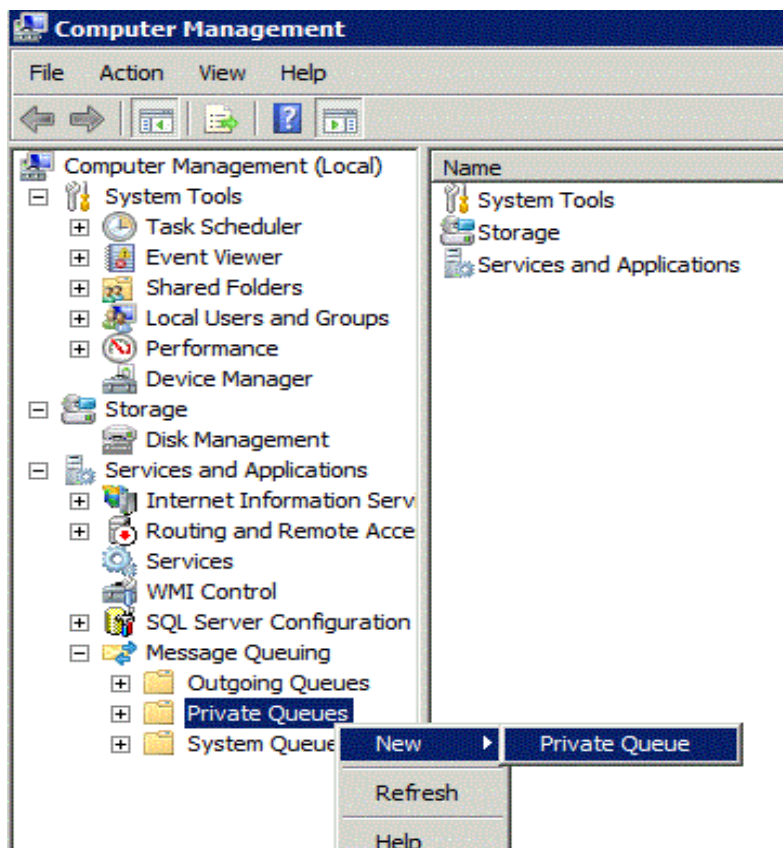 Computer Management
File Action View Help
Computer Management (Local)
System Tools
Task Scheduler
Event Viewer
Shared Folders
Local Users and Groups
Performance
Device Manager
Storage
Disk Management
Services and Applications
Internet Information Serv
Routing and Remote Acce
Services
WMI Control
SQL Server Configuration
Message Queuing
Outgoing Queues
Private Queues
System Queue
Name
System Tools
Storage
Services and Applications
New
Private Queue
Refresh
Help